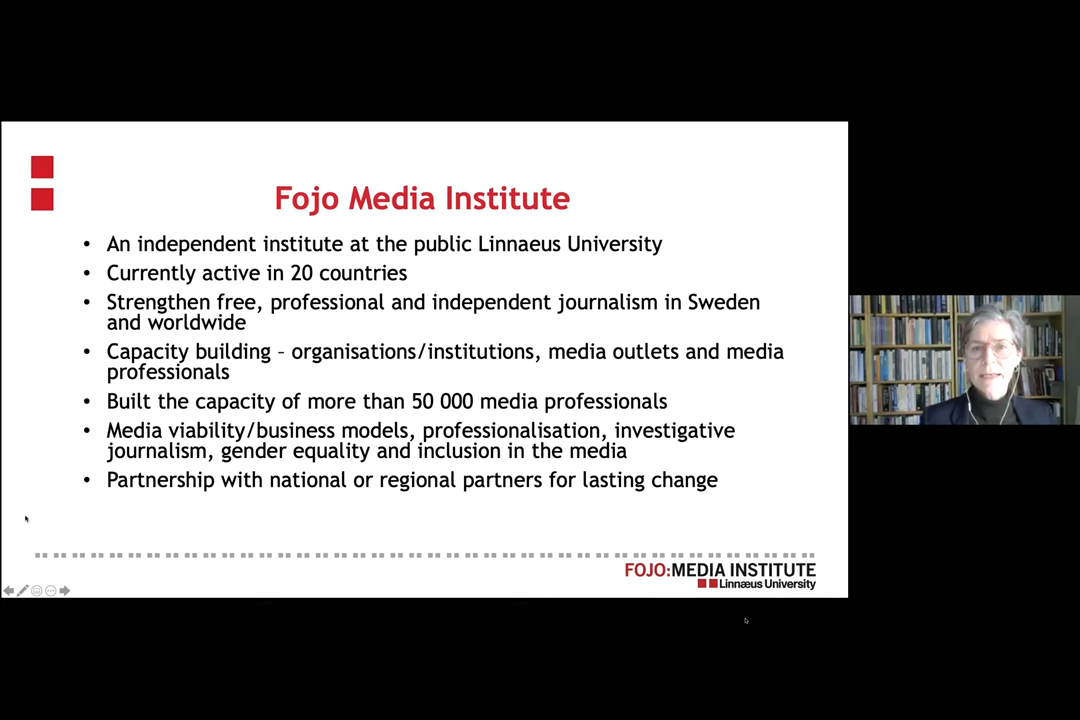 Fojo Media Institute
• An independent institute at the public Linnaeus University
• Currently active in 20 countries
• Strengthen free, professional and independent journalism in Sweden
and worldwide
• Capacity building – organisations/institutions, media outlets and media
professionals
• Built the capacity of more than 50 000 media professionals
• Media viability/business models, professionalisation, investigative
journalism, gender equality and inclusion in the media
• Partnership with national or regional partners for lasting change
FOJO:MEDIA INSTITUTE
Linnæus University